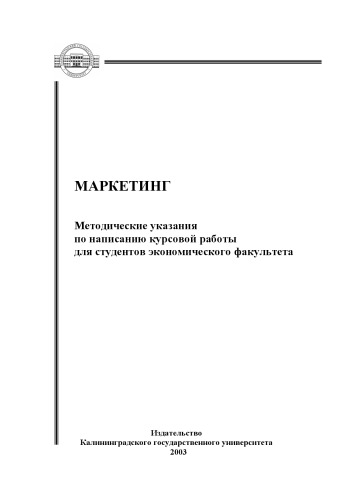 МАРКЕТИНГ
Методические указания
по написанию курсовой работы
для студентов экономического факультета
Издательство
Калининградского государственного университета
2003